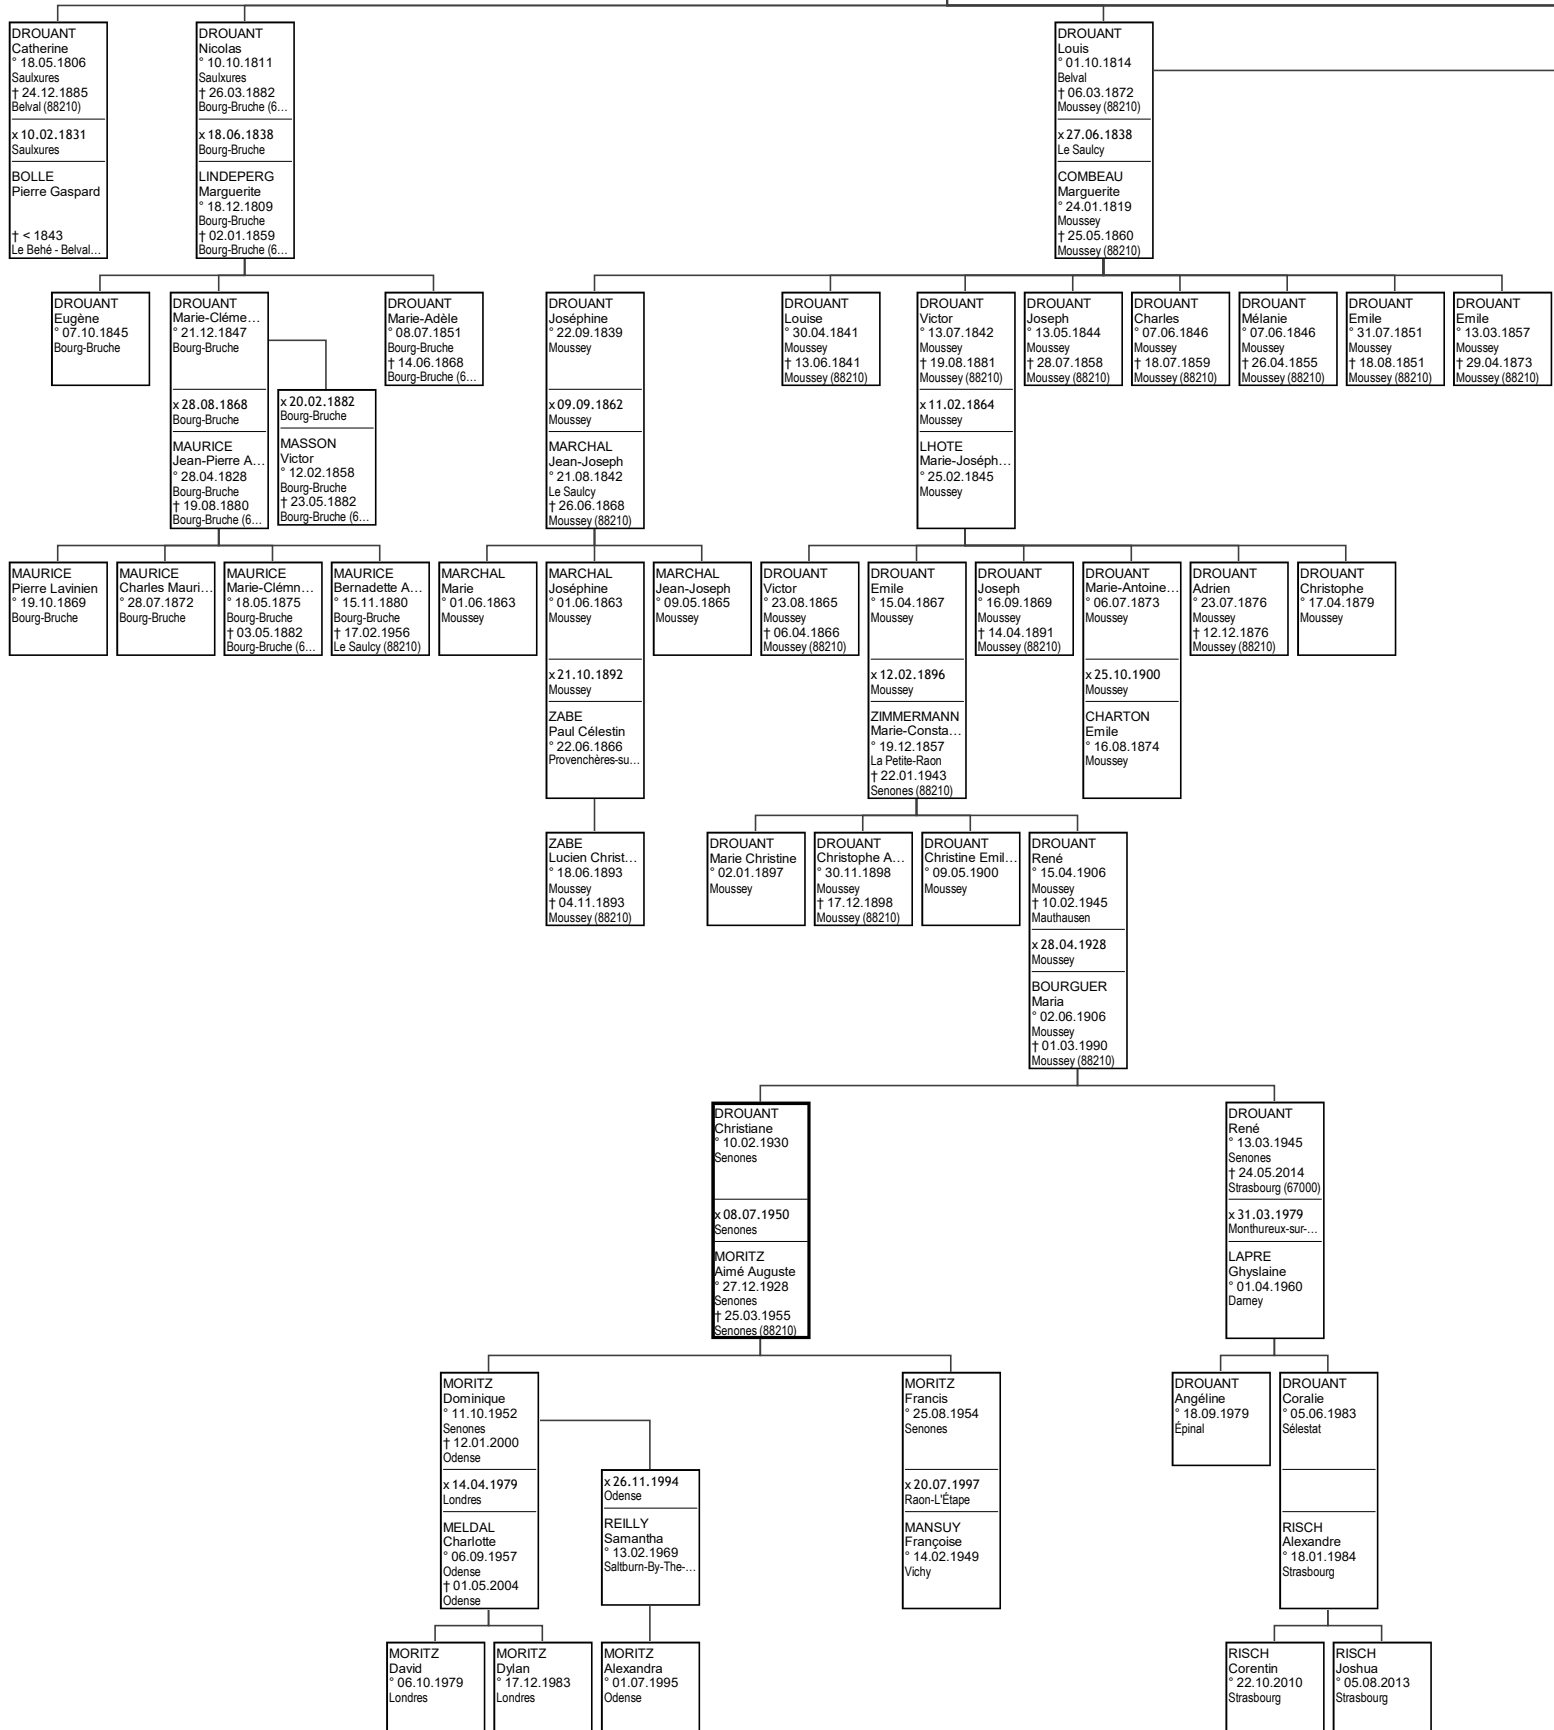 DROUANT
Catherine
° 18.05.1806
Saulxures
† 24.12.1885
Belval (88210)
x 10.02.1831
Saulxures
BOLLE
Pierre Gaspard
† < 1843
Le Behé - Belval...
DROUANT
Nicolas
° 10.10.1811
Saulxures
† 26.03.1882
Bourg-Bruche (6...
x 18.06.1838
Bourg-Bruche
LINDEPERG
Marguerite
° 18.12.1809
Bourg-Bruche
† 02.01.1859
Bourg-Bruche (6...
DROUANT
Louis
° 01.10.1814
Belval
† 06.03.1872
Moussey (88210)
x 27.06.1838
Le Saulcy
COMBEAU
Marguerite
° 24.01.1819
Moussey
† 25.05.1860
Moussey (88210)
DROUANT
Eugène
° 07.10.1845
Bourg-Bruche
DROUANT
Marie-Cléme...
° 21.12.1847
Bourg-Bruche
x 28.08.1868
Bourg-Bruche
MAURICE
Jean-Pierre A...
° 28.04.1828
Bourg-Bruche
† 19.08.1880
Bourg-Bruche (6...
x 20.02.1882
Bourg-Bruche
MASSON
Victor
° 12.02.1858
Bourg-Bruche
† 23.05.1882
Bourg-Bruche (6...
DROUANT
Marie-Adèle
° 08.07.1851
Bourg-Bruche
† 14.06.1868
Bourg-Bruche (6...
DROUANT
Joséphine
° 22.09.1839
Moussey
x 09.09.1862
Moussey
MARCHAL
Jean-Joseph
° 21.08.1842
Le Saulcy
† 26.06.1868
Moussey (88210)
DROUANT
Louise
° 30.04.1841
Moussey
† 13.06.1841
Moussey (88210)
DROUANT
Victor
° 13.07.1842
Moussey
† 19.08.1881
Moussey (88210)
x 11.02.1864
Moussey
LHOTE
Marie-Joséph...
° 25.02.1845
Moussey
DROUANT
Joseph
° 13.05.1844
Moussey
† 28.07.1858
Moussey (88210)
DROUANT
Charles
° 07.06.1846
Moussey
† 18.07.1859
Moussey (88210)
DROUANT
Mélanie
° 07.06.1846
Moussey
† 26.04.1855
Moussey (88210)
DROUANT
Emile
° 31.07.1851
Moussey
† 18.08.1851
Moussey (88210)
DROUANT
Emile
° 13.03.1857
Moussey
† 29.04.1873
Moussey (88210)
MAURICE
Pierre Lavinien
° 19.10.1869
Bourg-Bruche
MAURICE
Charles Mauri...
° 28.07.1872
Bourg-Bruche
MAURICE
Marie-Clémn...
° 18.05.1875
Bourg-Bruche
† 03.05.1882
Bourg-Bruche (6...
MAURICE
Bernadette A...
° 15.11.1880
Bourg-Bruche
† 17.02.1956
Le Saulcy (88210)
MARCHAL
Marie
° 01.06.1863
Moussey
MARCHAL
Joséphine
° 01.06.1863
Moussey
x 21.10.1892
Moussey
ZABE
Paul Célestin
° 22.06.1866
Provenchères-su...
MARCHAL
Jean-Joseph
° 09.05.1865
Moussey
DROUANT
Victor
° 23.08.1865
Moussey
† 06.04.1866
Moussey (88210)
DROUANT
Emile
° 15.04.1867
Moussey
x 12.02.1896
Moussey
ZIMMERMANN
Marie-Consta...
° 19.12.1857
La Petite-Raon
† 22.01.1943
Senones (88210)
DROUANT
Joseph
° 16.09.1869
Moussey
† 14.04.1891
Moussey (88210)
DROUANT
Marie-Antoine...
° 06.07.1873
Moussey
x 25.10.1900
Moussey
CHARTON
Emile
° 16.08.1874
Moussey
DROUANT
Adrien
° 23.07.1876
Moussey
† 12.12.1876
Moussey (88210)
DROUANT
Christophe
° 17.04.1879
Moussey
ZABE
Lucien Christ...
° 18.06.1893
Moussey
† 04.11.1893
Moussey (88210)
DROUANT
Marie Christine
° 02.01.1897
Moussey
DROUANT
Christophe A...
° 30.11.1898
Moussey
† 17.12.1898
Moussey (88210)
DROUANT
Christine Emil...
° 09.05.1900
Moussey
DROUANT
René
° 15.04.1906
Moussey
† 10.02.1945
Mauthausen
x 28.04.1928
Moussey
BOURGUER
Maria
° 02.06.1906
Moussey
† 01.03.1990
Moussey (88210)
DROUANT
Christiane
° 10.02.1930
Senones
x 08.07.1950
Senones
MORITZ
Aimé Auguste
° 27.12.1928
Senones
† 25.03.1955
Senones (88210)
DROUANT
René
° 13.03.1945
Senones
† 24.05.2014
Strasbourg (67000)
x 31.03.1979
Monthureux-sur-...
LAPRE
Ghyslaine
° 01.04.1960
Darney
MORITZ
Dominique
° 11.10.1952
Senones
† 12.01.2000
Odense
x 14.04.1979
Londres
MELDAL
Charlotte
° 06.09.1957
Odense
† 01.05.2004
Odense
x 26.11.1994
Odense
REILLY
Samantha
° 13.02.1969
Saltburn-By-The-...
MORITZ
Francis
° 25.08.1954
Senones
x 20.07.1997
Raon-L'Étape
MANSUY
Françoise
° 14.02.1949
Vichy
DROUANT
Angéline
° 18.09.1979
Épinal
DROUANT
Coralie
° 05.06.1983
Sélestat
RISCH
Alexandre
° 18.01.1984
Strasbourg
MORITZ
David
° 06.10.1979
Londres
MORITZ
Dylan
° 17.12.1983
Londres
MORITZ
Alexandra
° 01.07.1995
Odense
RISCH
Corentin
° 22.10.2010
Strasbourg
RISCH
Joshua
° 05.08.2013
Strasbourg